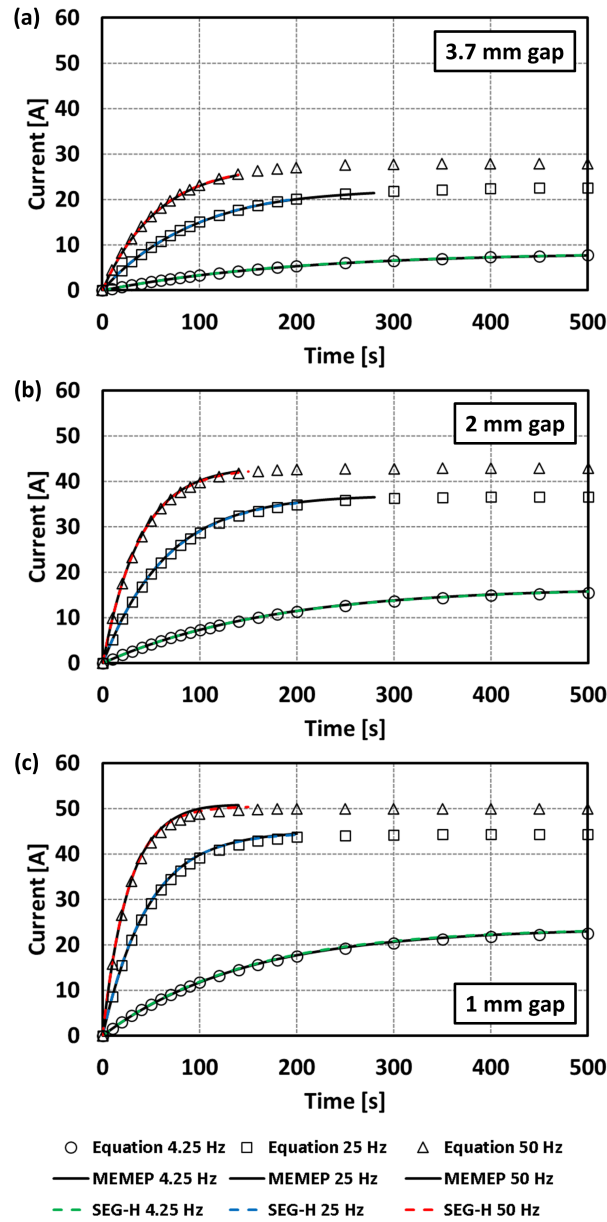 (a)
60
50
40
30
20
10
0
Current [A]
3.7 mm gap
0 100 200 300 400 500
Time [s]
(b)
60
50
40
30
20
10
0
Current [A]
2 mm gap
0 100 200 300 400 500
Time [s]
(c)
60
50
40
30
20
10
0
Current [A]
1 mm gap
0 100 200 300 400 500
Time [s]
Equation 4.25 Hz Equation 25 Hz Equation 50 Hz
MEMEP 4.25 Hz MEMEP 25 Hz MEMEP 50 Hz
SEG-H 4.25 Hz SEG-H 25 Hz SEG-H 50 Hz